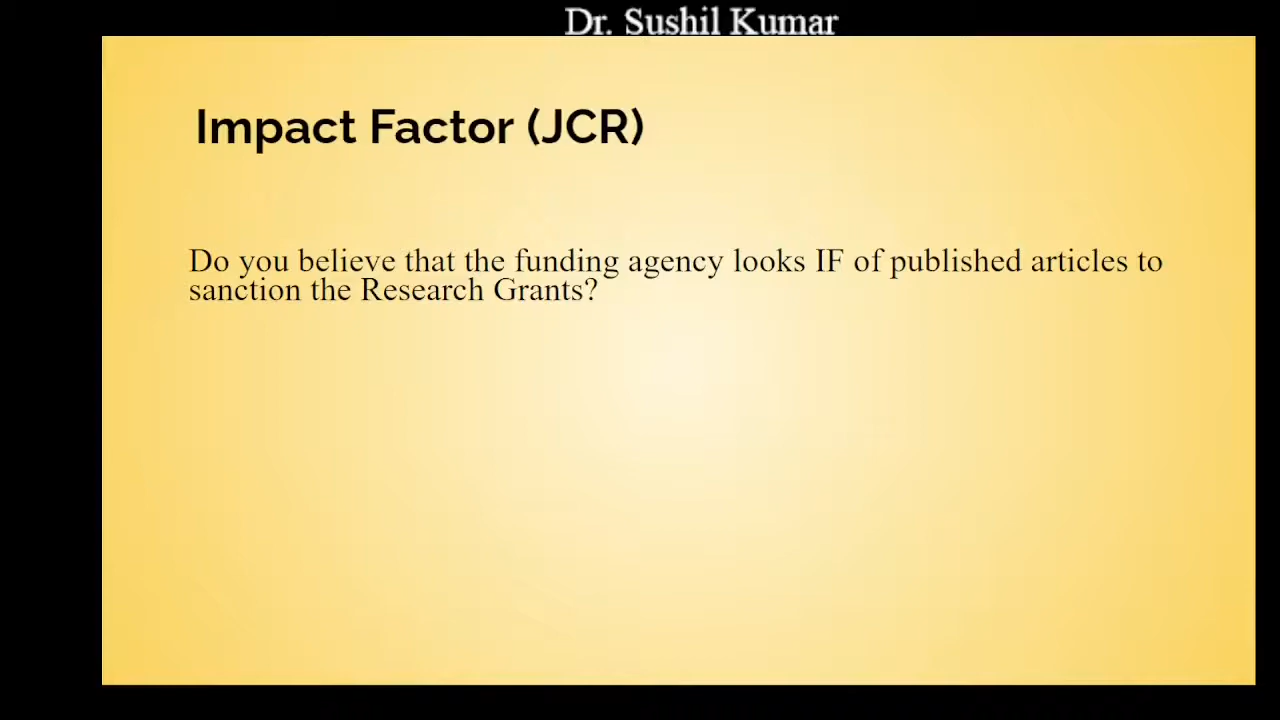 Dr. Sushil Kumar
Impact Factor (JCR)
Do you believe that the funding agency looks IF of published articles to
sanction the Research Grants?